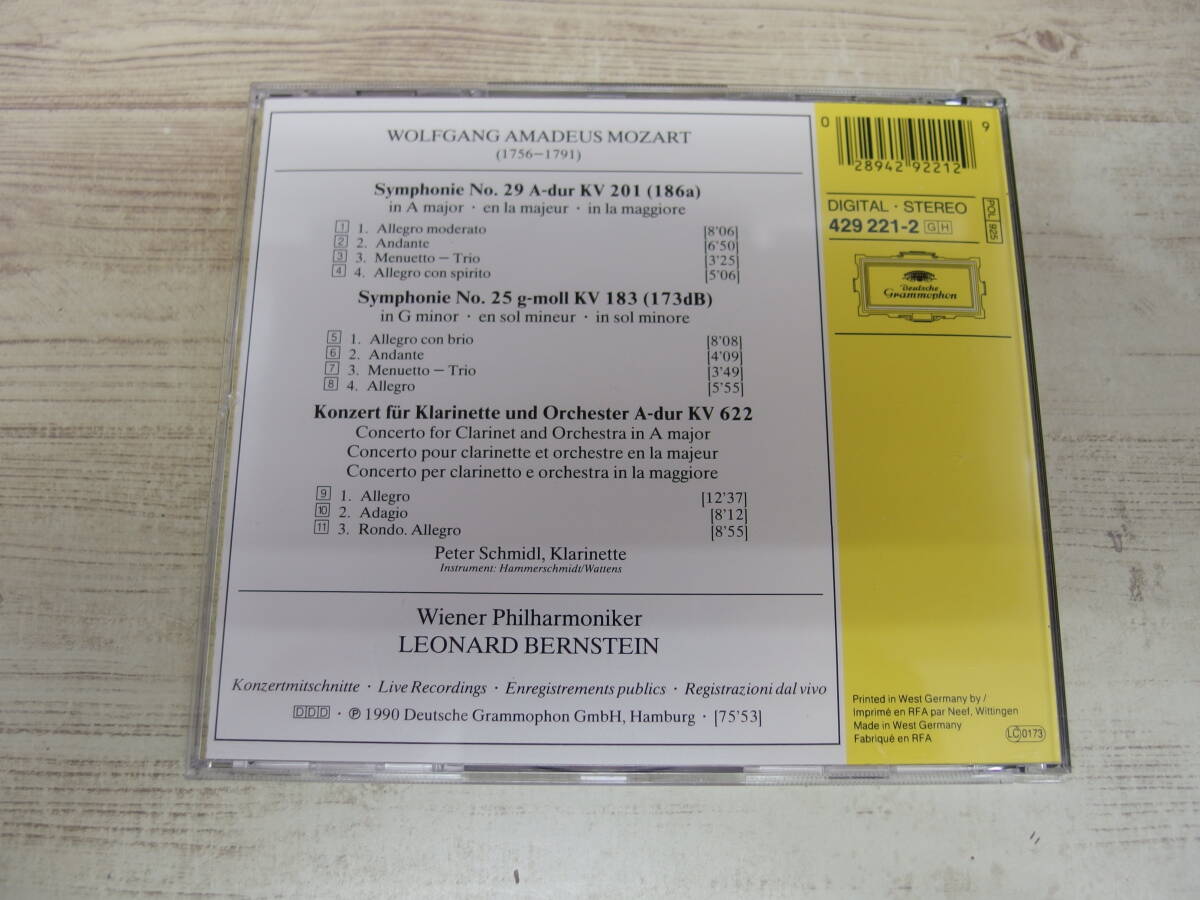 WOLFGANG AMADEUS MOZART
(1756–1791)
Symphonie No. 29 A-dur KV 201 (186a)
in A major · en la majeur · in la maggiore
1 1. Allegro moderato [8'06]
2 2. Andante [6'50]
3 3. Menuetto – Trio [3'25]
4 4. Allegro con spirito [5'06]
Symphonie No. 25 g-moll KV 183 (173dB)
in G minor · en sol mineur · in sol minore
5 1. Allegro con brio [8'08]
6 2. Andante [4'09]
7 3. Menuetto – Trio [3'49]
8 4. Allegro [5'55]
Konzert für Klarinette und Orchester A-dur KV 622
Concerto for Clarinet and Orchestra in A major
Concerto pour clarinette et orchestre en la majeur
Concerto per clarinetto e orchestra in la maggiore
9 1. Allegro [12'37]
10 2. Adagio [8'12]
11 3. Rondo. Allegro [8'55]
Peter Schmidl, Klarinette
Instrument: Hammerschmidt/Wattens
Wiener Philharmoniker
LEONARD BERNSTEIN
Konzertmitschnitte · Live Recordings · Enregistrements publics · Registrazioni dal vivo
DDD · ℗ 1990 Deutsche Grammophon GmbH, Hamburg · [75'53]
0 28942 92212 9
DIGITAL · STEREO
429 221-2 GH
POL 925
Deutsche
Grammophon
Printed in West Germany by /
Imprimé en RFA par Neef, Wittingen
Made in West Germany
Fabriqué en RFA
LC 0173